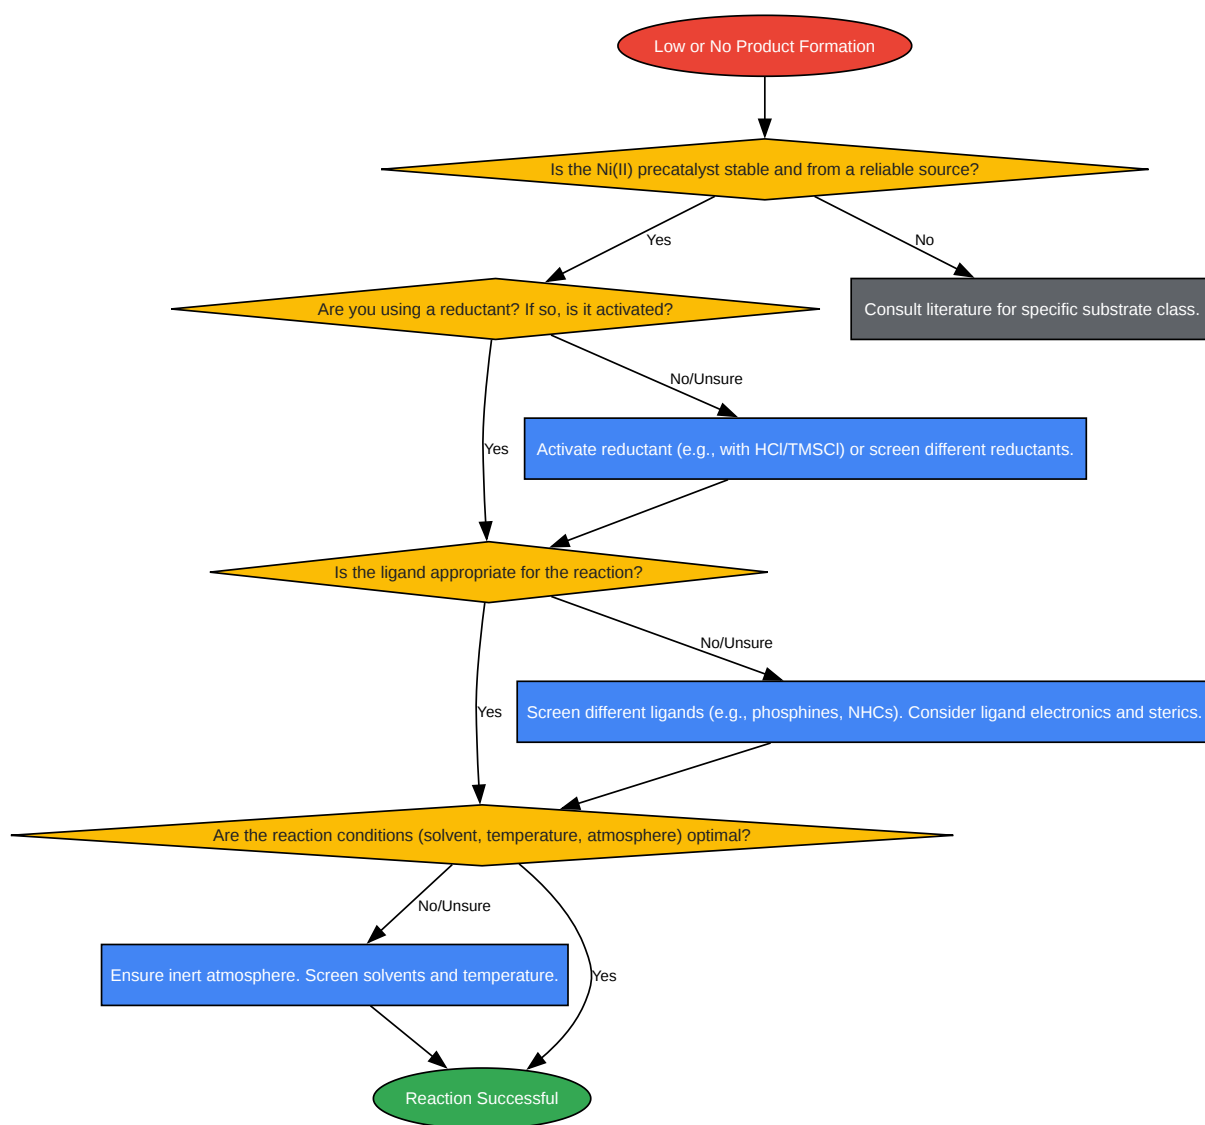 Low or No Product Formation
Is the Ni(II) precatalyst stable and from a reliable source?
Yes
No
Are you using a reductant? If so, is it activated?
Consult literature for specific substrate class.
No/Unsure
Yes
Activate reductant (e.g., with HCl/TMSCl) or screen different reductants.
Is the ligand appropriate for the reaction?
No/Unsure
Yes
Screen different ligands (e.g., phosphines, NHCs). Consider ligand electronics and sterics.
Are the reaction conditions (solvent, temperature, atmosphere) optimal?
No/Unsure
Ensure inert atmosphere. Screen solvents and temperature.
Yes
Reaction Successful